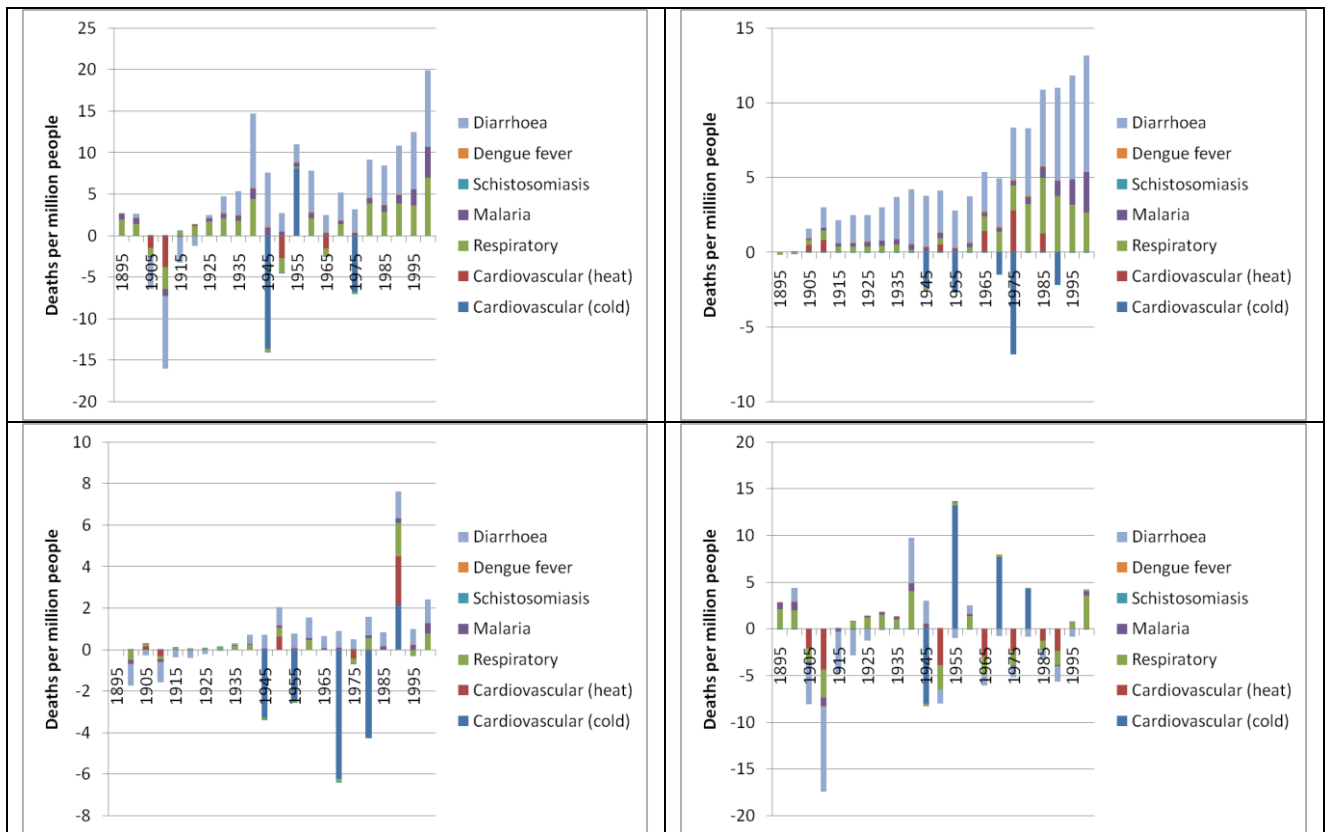 25
20
15
10
5
0
-5
-10
-15
-20
Deaths per million people
1895
1905
1915
1925
1935
1945
1955
1965
1975
1985
1995
Diarrhoea
Dengue fever
Schistosomiasis
Malaria
Respiratory
Cardiovascular (heat)
Cardiovascular (cold)
15
10
5
0
-5
-10
Deaths per million people
1895
1905
1915
1925
1935
1945
1955
1965
1975
1985
1995
Diarrhoea
Dengue fever
Schistosomiasis
Malaria
Respiratory
Cardiovascular (heat)
Cardiovascular (cold)
10
8
6
4
2
0
-2
-4
-6
-8
Deaths per million people
1895
1905
1915
1925
1935
1945
1955
1965
1975
1985
1995
Diarrhoea
Dengue fever
Schistosomiasis
Malaria
Respiratory
Cardiovascular (heat)
Cardiovascular (cold)
20
15
10
5
0
-5
-10
-15
-20
Deaths per million people
1895
1905
1915
1925
1935
1945
1955
1965
1975
1985
1995
Diarrhoea
Dengue fever
Schistosomiasis
Malaria
Respiratory
Cardiovascular (heat)
Cardiovascular (cold)